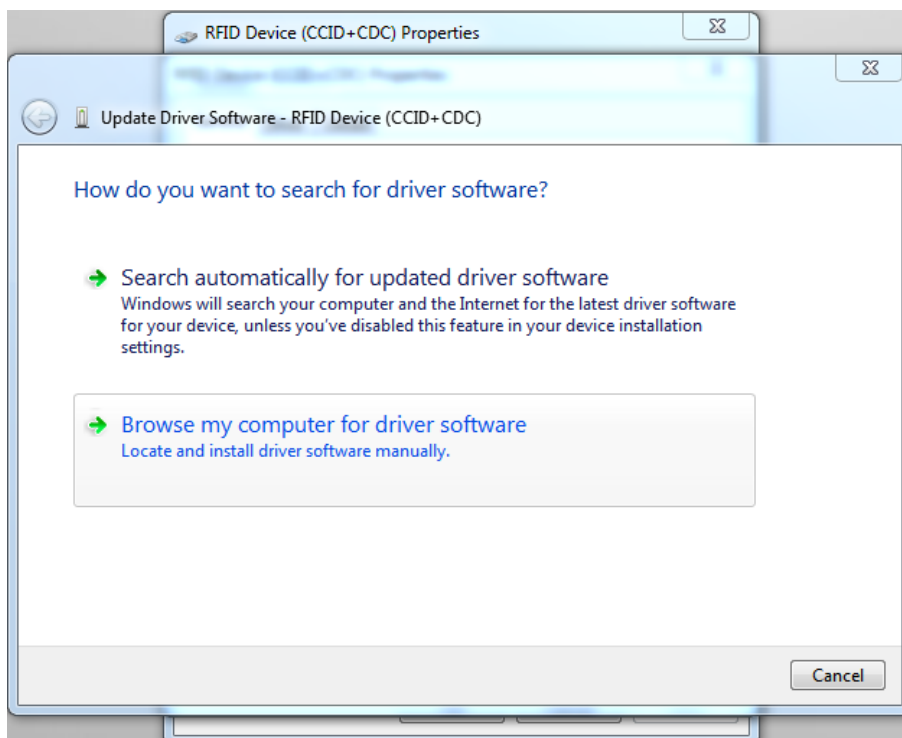 RFID Device (CCID+CDC) Properties
Update Driver Software - RFID Device (CCID+CDC)
How do you want to search for driver software?
Search automatically for updated driver software
Windows will search your computer and the Internet for the latest driver software
for your device, unless you've disabled this feature in your device installation
settings.
Browse my computer for driver software
Locate and install driver software manually.
Cancel